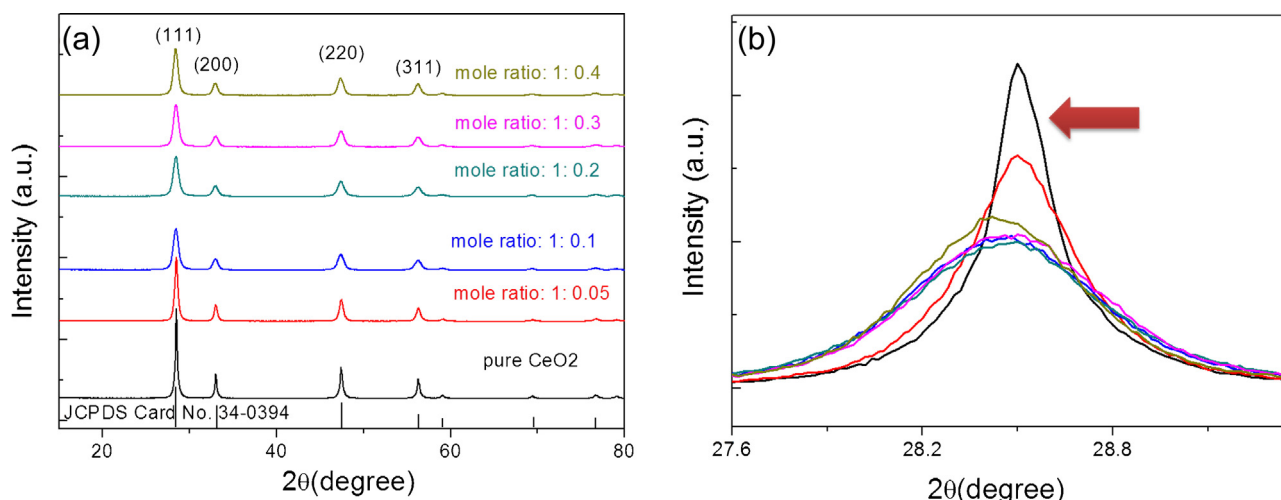 (a)
(111)
(200)
(220)
(311)
mole ratio: 1: 0.4
mole ratio: 1: 0.3
mole ratio: 1: 0.2
mole ratio: 1: 0.1
mole ratio: 1: 0.05
pure CeO2
JCPDS Card No. 34-0394
Intensity (a.u.)
20
40
60
80
2θ(degree)
(b)
Intensity (a.u.)
27.6
28.2
28.8
2θ(degree)